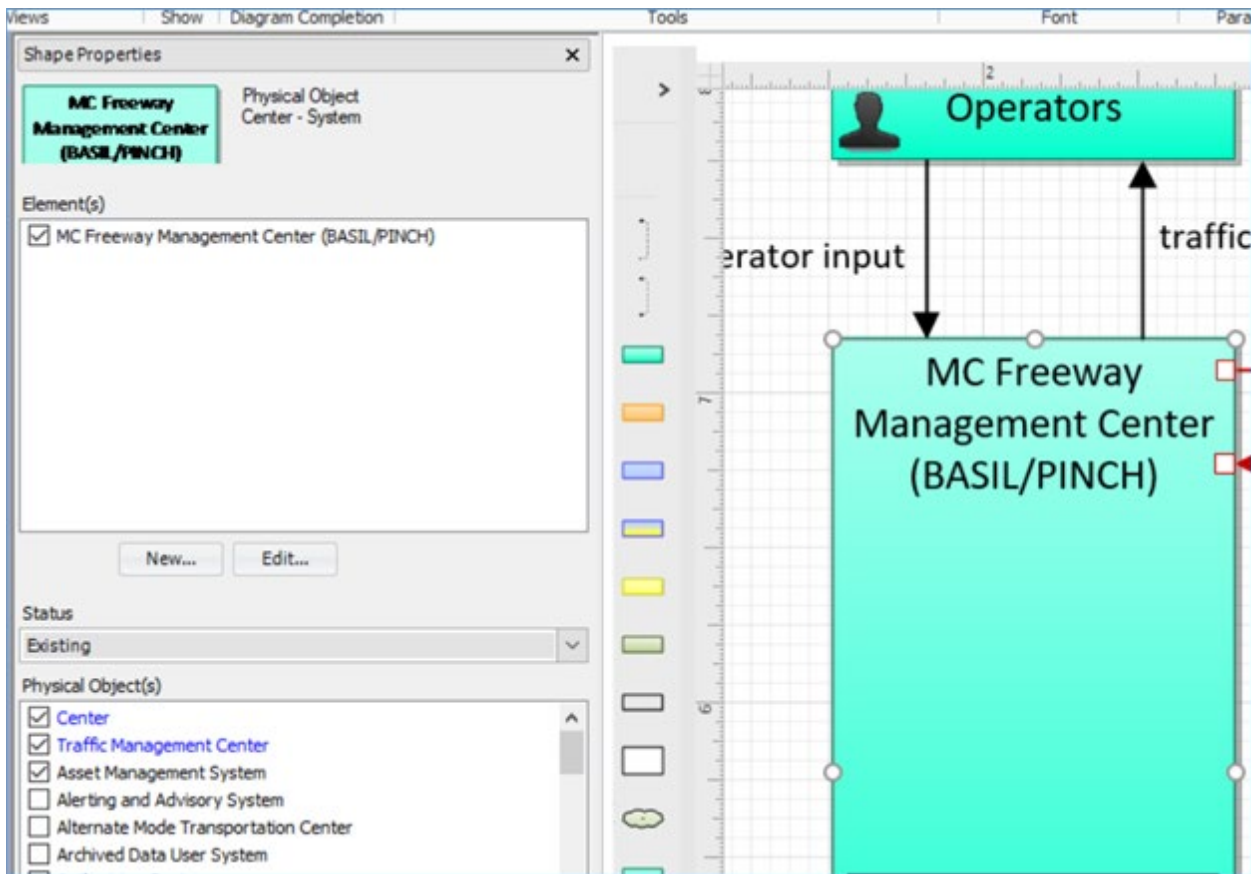 Views Show Diagram Completion Tools Font Para
Shape Properties
MC Freeway
Management Center
(BASIL/PINCH)
Physical Object
Center - System
Element(s)
MC Freeway Management Center (BASIL/PINCH)
New... Edit...
Status
Existing
Physical Object(s)
Center
Traffic Management Center
Asset Management System
Alerting and Advisory System
Alternate Mode Transportation Center
Archived Data User System
2
7
6
Operators
erator input
traffic
MC Freeway
Management Center
(BASIL/PINCH)